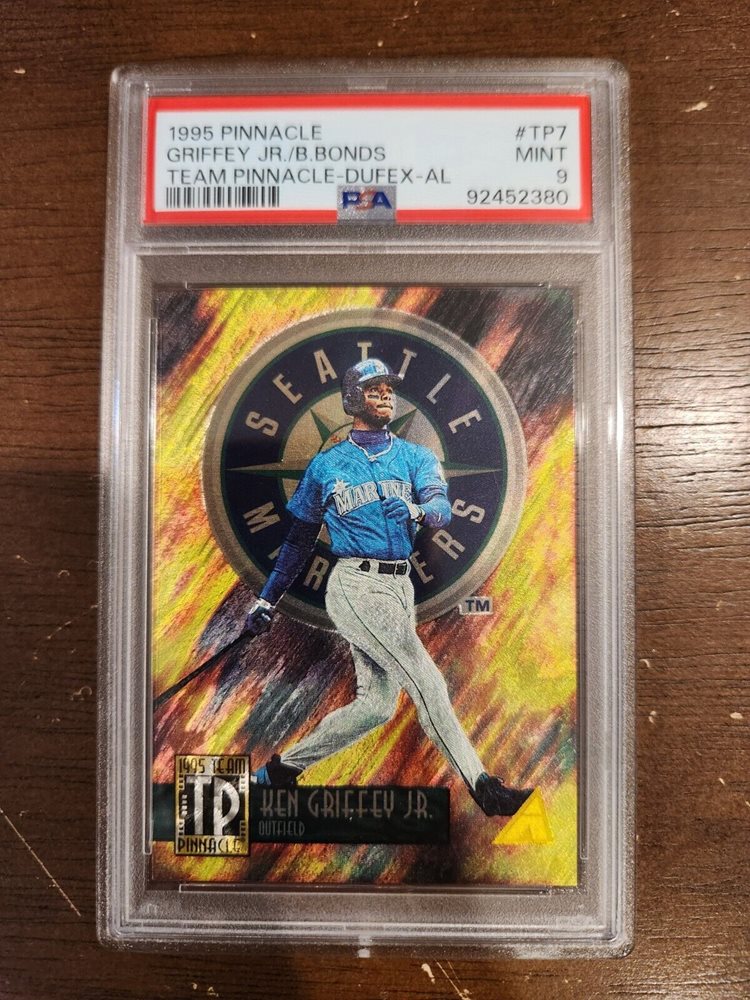 1995 PINNACLE #TP7
GRIFFEY JR./B.BONDS MINT
TEAM PINNACLE-DUFEX-AL 9
PSA 92452380
SEATTLE
MARINERS
MARINE
TM
1995 TEAM
TP
PINNACLE
KEN GRIFFEY JR.
OUTFIELD